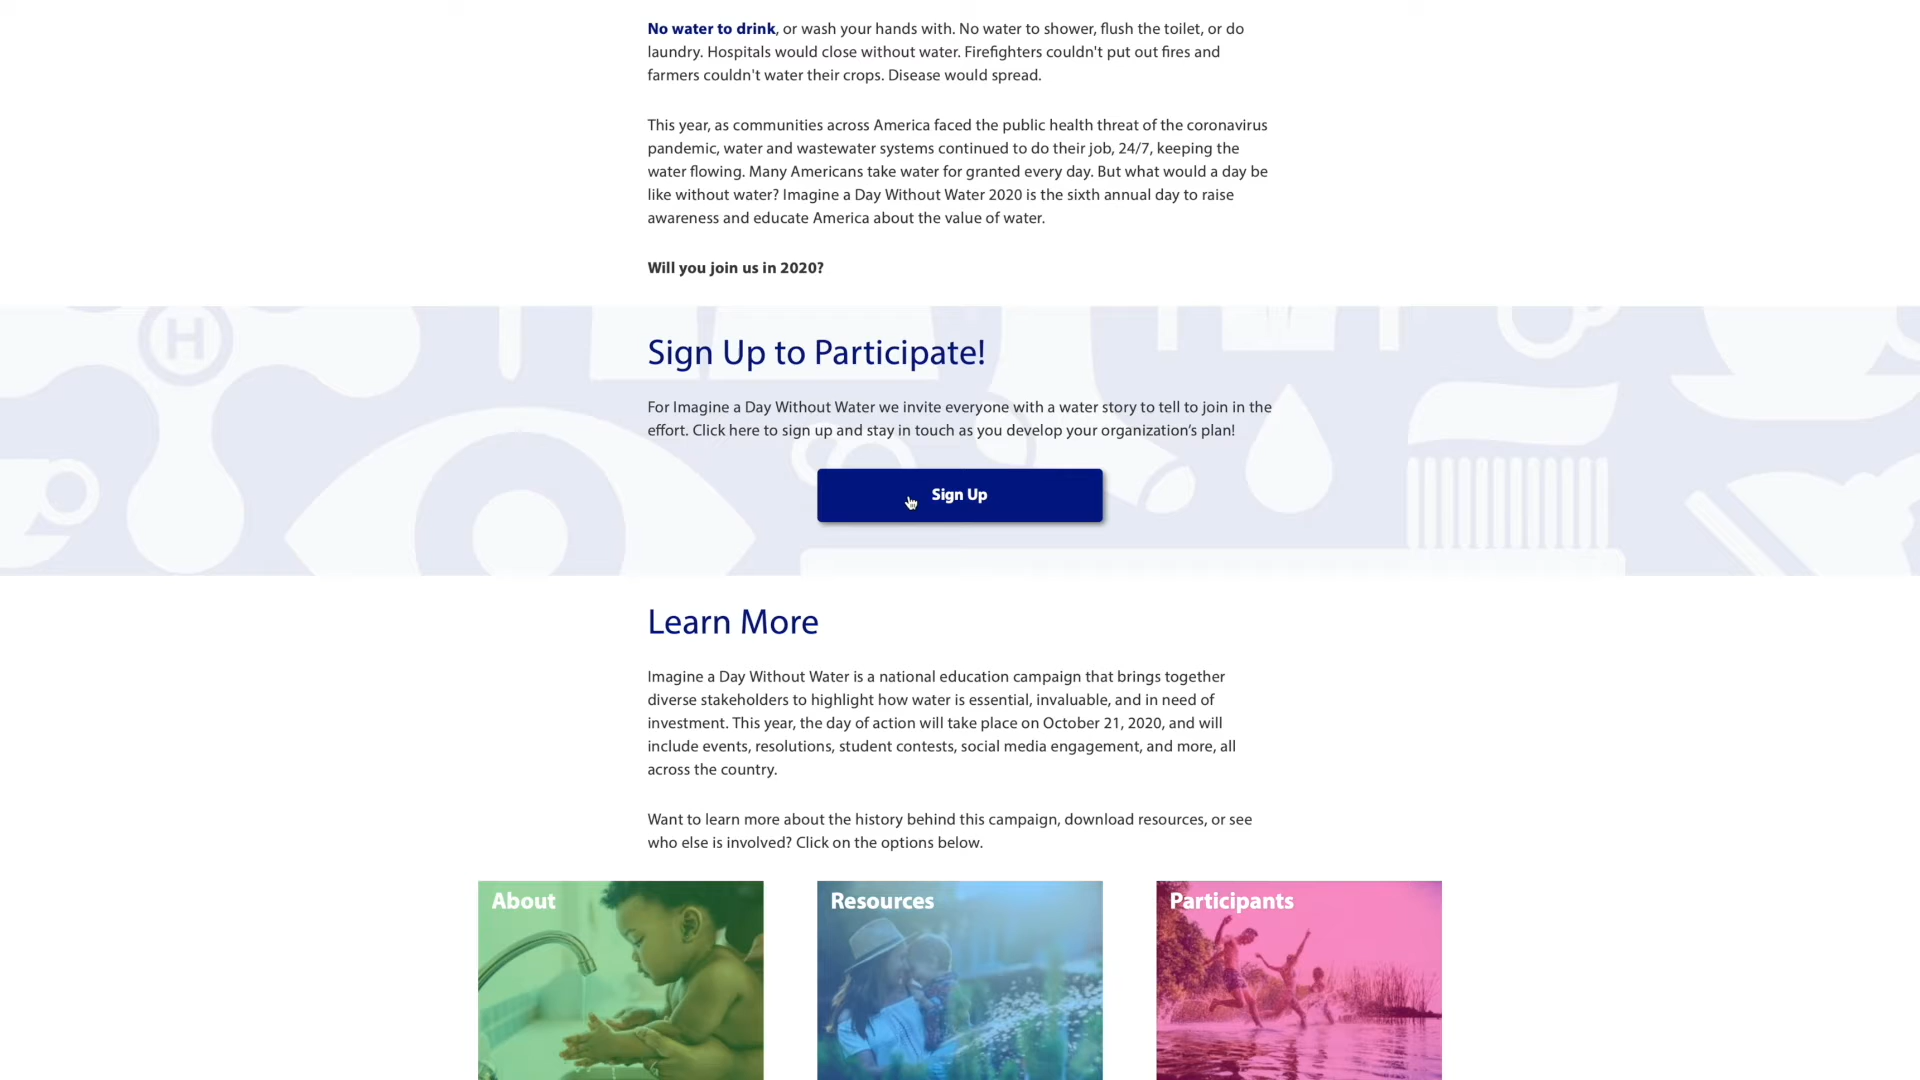 No water to drink, or wash your hands with. No water to shower, flush the toilet, or do
laundry. Hospitals would close without water. Firefighters couldn't put out fires and
farmers couldn't water their crops. Disease would spread.
This year, as communities across America faced the public health threat of the coronavirus
pandemic, water and wastewater systems continued to do their job, 24/7, keeping the
water flowing. Many Americans take water for granted every day. But what would a day be
like without water? Imagine a Day Without Water 2020 is the sixth annual day to raise
awareness and educate America about the value of water.
Will you join us in 2020?
H
Sign Up to Participate!
For Imagine a Day Without Water we invite everyone with a water story to tell to join in the
effort. Click here to sign up and stay in touch as you develop your organization’s plan!
Sign Up
Learn More
Imagine a Day Without Water is a national education campaign that brings together
diverse stakeholders to highlight how water is essential, invaluable, and in need of
investment. This year, the day of action will take place on October 21, 2020, and will
include events, resolutions, student contests, social media engagement, and more, all
across the country.
Want to learn more about the history behind this campaign, download resources, or see
who else is involved? Click on the options below.
About
Resources
Participants